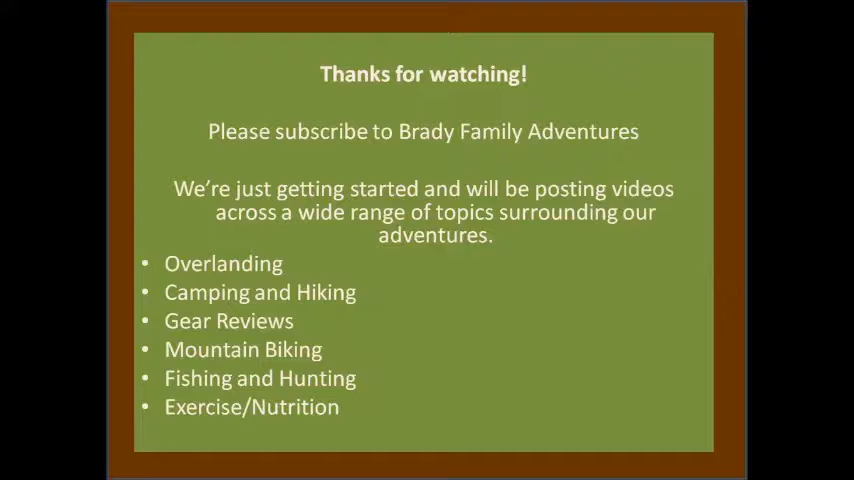 Thanks for watching!
Please subscribe to Brady Family Adventures
We're just getting started and will be posting videos
across a wide range of topics surrounding our
adventures.
• Overlanding
• Camping and Hiking
• Gear Reviews
• Mountain Biking
• Fishing and Hunting
• Exercise/Nutrition